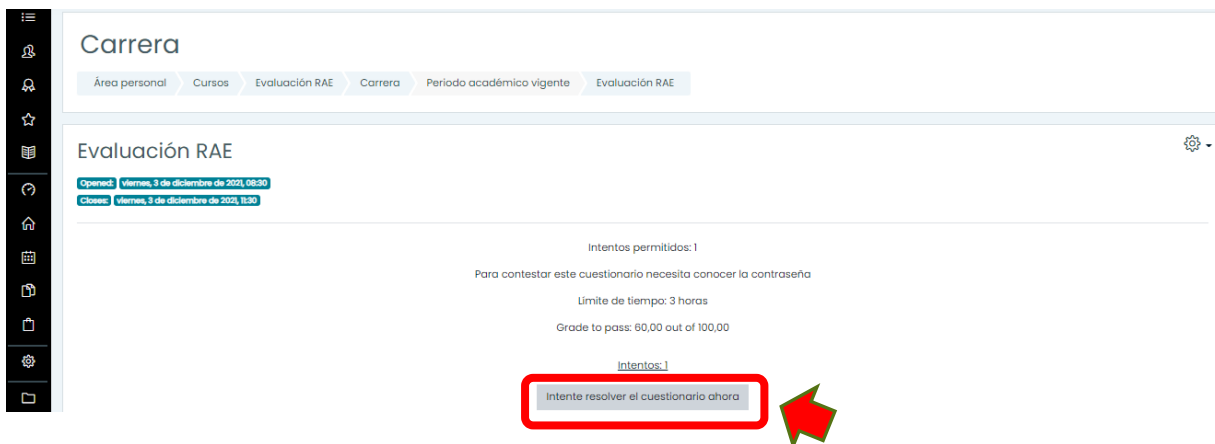 Carrera
Área personal Cursos Evaluación RAE Carrera Periodo académico vigente Evaluación RAE
Evaluación RAE
Opened: viernes, 3 de diciembre de 2021, 08:30
Closes: viernes, 3 de diciembre de 2021, 11:30
Intentos permitidos: 1
Para contestar este cuestionario necesita conocer la contraseña
Límite de tiempo: 3 horas
Grade to pass: 60,00 out of 100,00
Intentos: 1
Intente resolver el cuestionario ahora